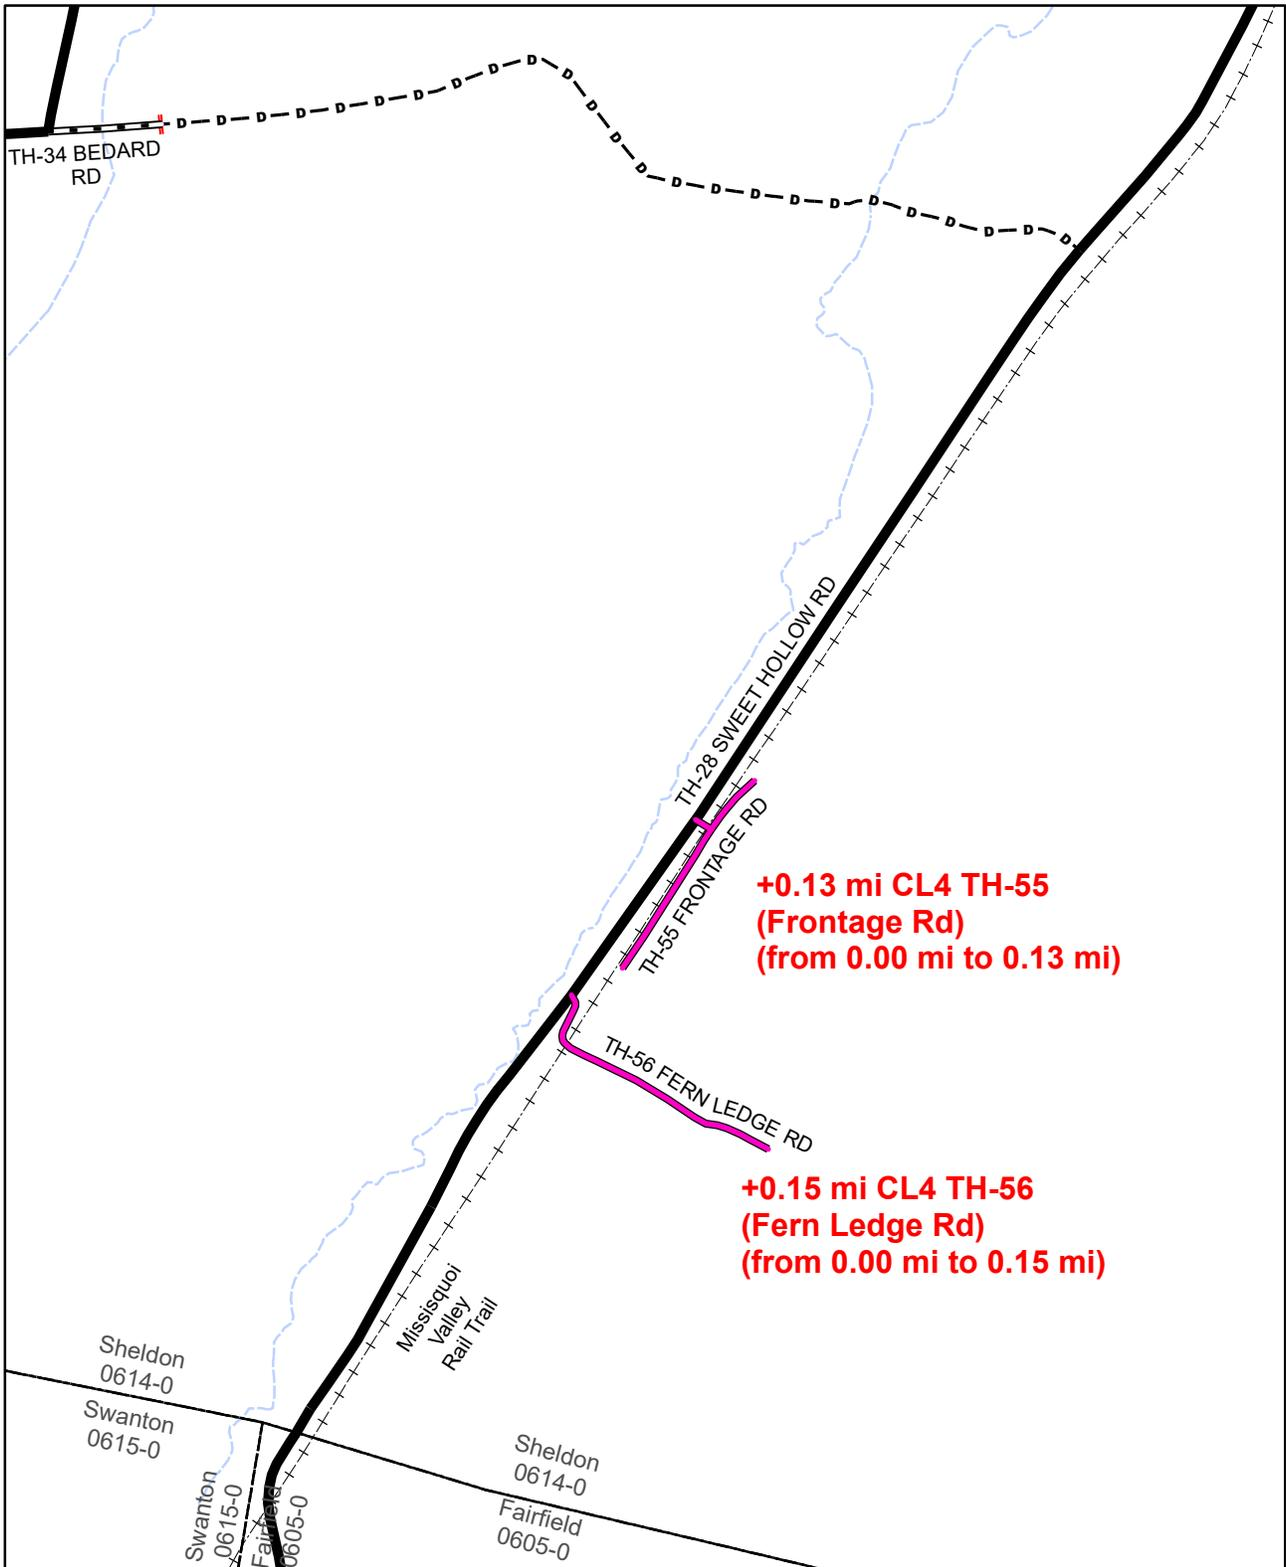 D D D D D D D D D D D D D D D D D D D D D D D D
TH-34 BEDARD
RD
TH-28 SWEET HOLLOW RD
TH-55 FRONTAGE RD
+0.13 mi CL4 TH-55
(Frontage Rd)
(from 0.00 mi to 0.13 mi)
TH-56 FERN LEDGE RD
+0.15 mi CL4 TH-56
(Fern Ledge Rd)
(from 0.00 mi to 0.15 mi)
Missisquoi
Valley
Rail Trail
Sheldon
0614-0
Swanton
0615-0
Sheldon
0614-0
Fairfield
0605-0
Swanton
0615-0
Fairfield
0605-0